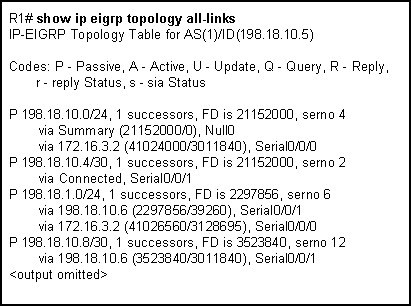 R1# show ip eigrp topology all-links
IP-EIGRP Topology Table for AS(1)/ID(198.18.10.5)
Codes: P - Passive, A - Active, U - Update, Q - Query, R - Reply,
r - reply Status, s - sia Status
P 198.18.10.0/24, 1 successors, FD is 21152000, serno 4
via Summary (21152000/0), Null0
via 172.16.3.2 (41024000/3011840), Serial0/0/0
P 198.18.10.4/30, 1 successors, FD is 21152000, serno 2
via Connected, Serial0/0/1
P 198.18.1.0/24, 1 successors, FD is 2297856, serno 6
via 198.18.10.6 (2297856/39260), Serial0/0/1
via 172.16.3.2 (41026560/3128695), Serial0/0/0
P 198.18.10.8/30, 1 successors, FD is 3523840, serno 12
via 198.18.10.6 (3523840/3011840), Serial0/0/1
<output omitted>